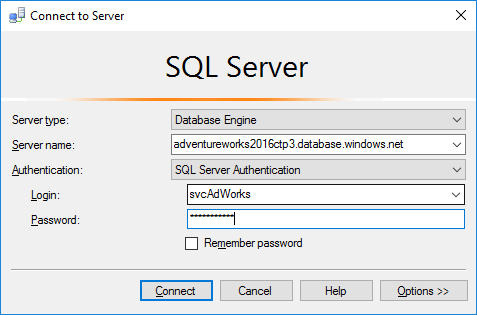 Connect to Server
SQL Server
Server type: Database Engine
Server name: adventureworks2016ctp3.database.windows.net
Authentication: SQL Server Authentication
Login: svcAdWorks
Password: ***********
Remember password
Connect Cancel Help Options >>